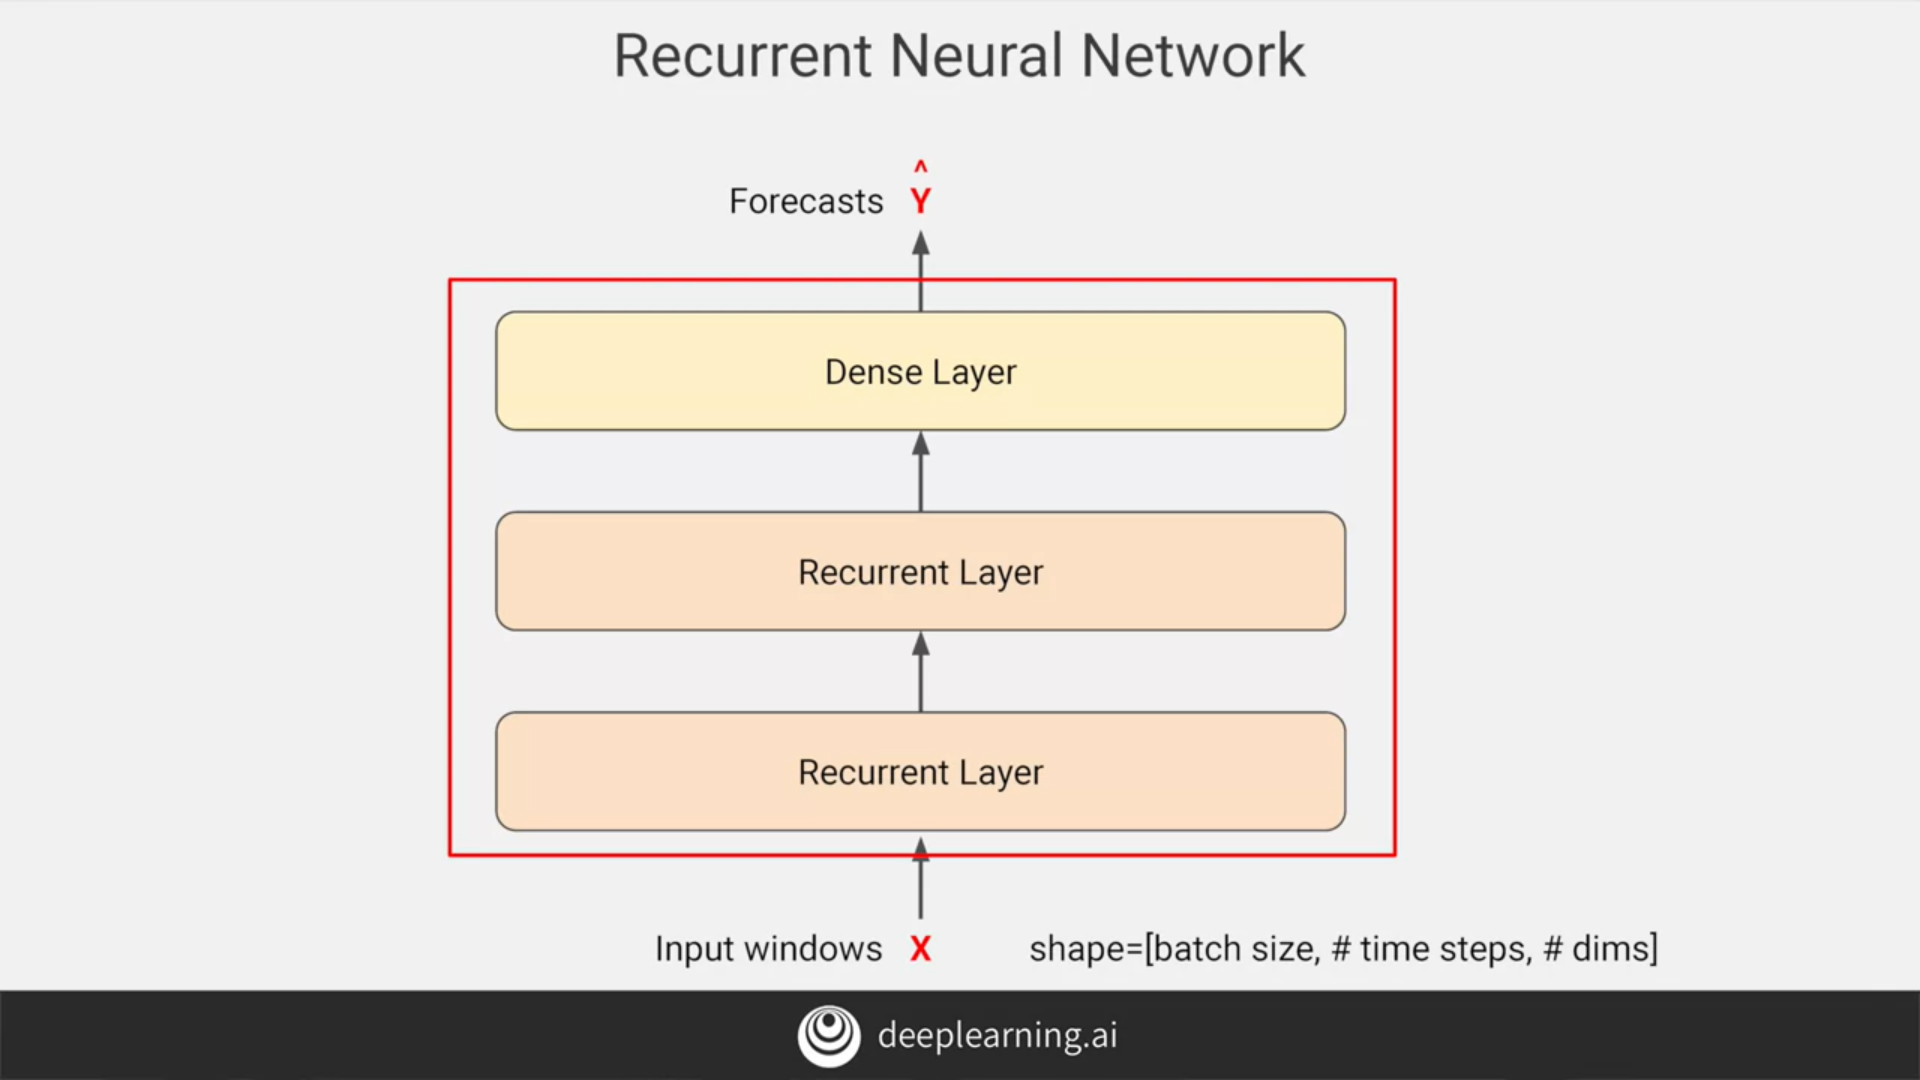 Recurrent Neural Network
^
Forecasts Y
Dense Layer
Recurrent Layer
Recurrent Layer
Input windows X shape=[batch size, # time steps, # dims]
deeplearning.ai